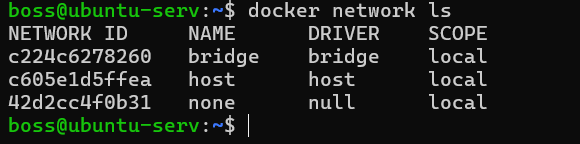 boss@ubuntu-serv:~$ docker network ls
NETWORK ID     NAME      DRIVER    SCOPE
c224c6278260   bridge    bridge    local
c605e1d5ffea   host      host      local
42d2cc4f0b31   none      null      local
boss@ubuntu-serv:~$